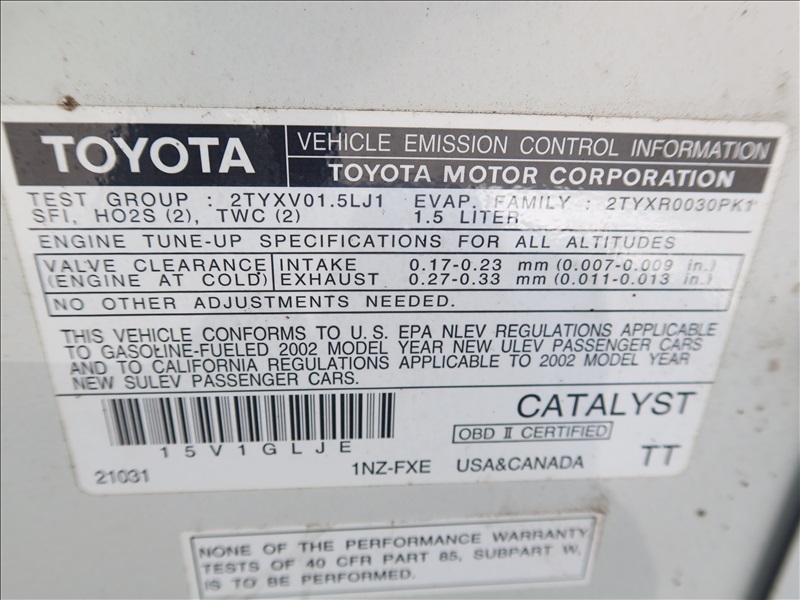 TOYOTA
VEHICLE EMISSION CONTROL INFORMATION
TOYOTA MOTOR CORPORATION
TEST GROUP : 2TYXV01.5LJ1 EVAP. FAMILY : 2TYXR0030PK1
SFI, HO2S (2), TWC (2) 1.5 LITER
ENGINE TUNE-UP SPECIFICATIONS FOR ALL ALTITUDES
VALVE CLEARANCE INTAKE 0.17-0.23 mm (0.007-0.009 in.)
(ENGINE AT COLD) EXHAUST 0.27-0.33 mm (0.011-0.013 in.)
NO OTHER ADJUSTMENTS NEEDED.
THIS VEHICLE CONFORMS TO U.S. EPA NLEV REGULATIONS APPLICABLE
TO GASOLINE-FUELED 2002 MODEL YEAR NEW ULEV PASSENGER CARS
AND TO CALIFORNIA REGULATIONS APPLICABLE TO 2002 MODEL YEAR
NEW SULEV PASSENGER CARS.
CATALYST
OBD II CERTIFIED
15V1GLJE
TT
21031 1NZ-FXE USA&CANADA
NONE OF THE PERFORMANCE WARRANTY
TESTS OF 40 CFR PART 85, SUBPART W,
IS TO BE PERFORMED.